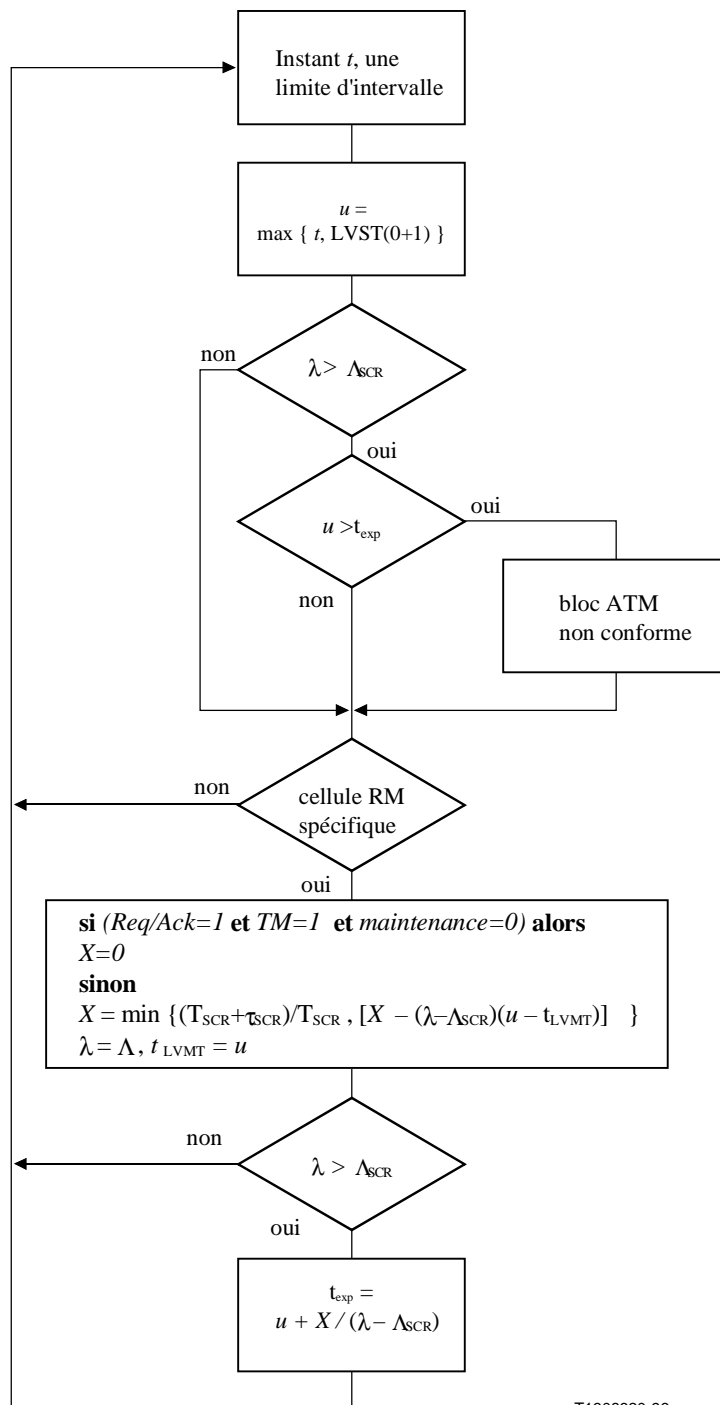 Instant t, une
limite d'intervalle
u =
max { t, LVST(0+1) }
non
λ> ΛSCR
oui
oui
u >texp
non
bloc ATM
non conforme
non
cellule RM
spécifique
oui
si (Req/Ack=1 et TM=1 et maintenance=0) alors
X=0
sinon
X = min {(TSCR+τSCR)/TSCR , [X – (λ–ΛSCR)(u – tLVMT)] }
λ = Λ, t LVMT = u
non
λ > ΛSCR
oui
texp =
u + X / (λ – ΛSCR)